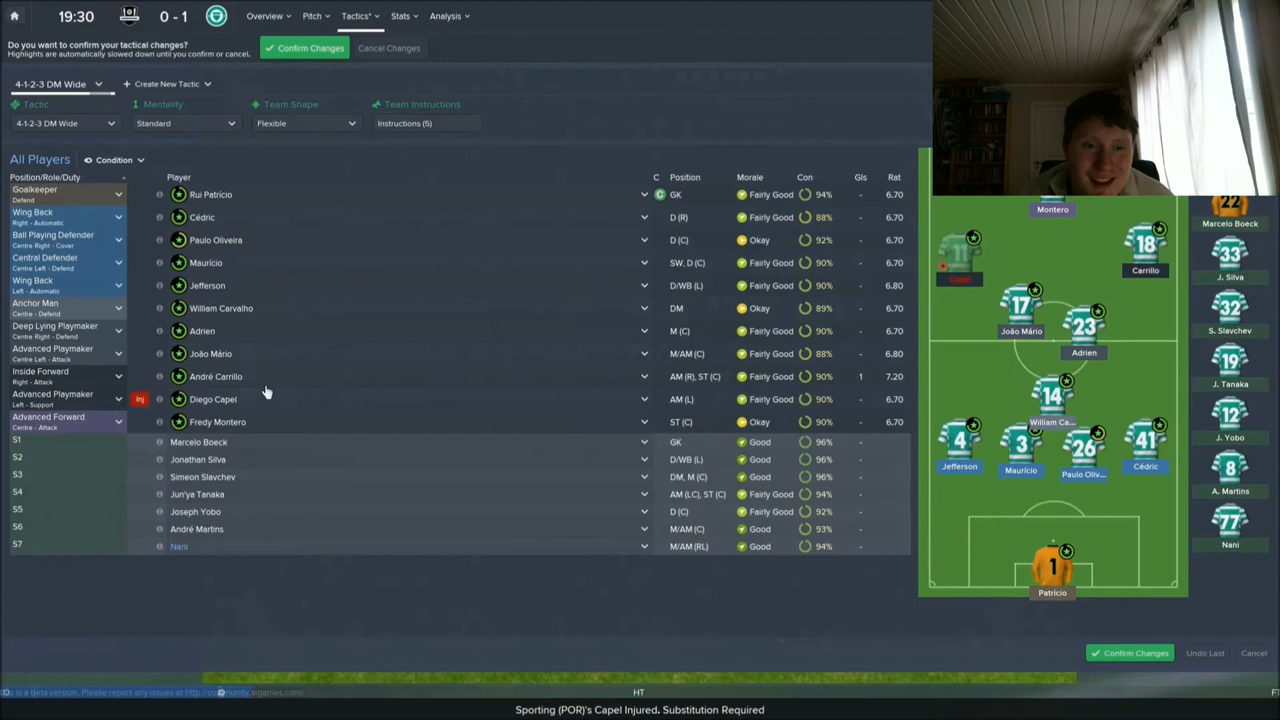 19:30 0 - 1 Overview Pitch Tactics* Stats Analysis
Do you want to confirm your tactical changes?
Highlights are automatically slowed down until you confirm or cancel.
Confirm Changes Cancel Changes
4-1-2-3 DM Wide + Create New Tactic
Tactic Mentality Team Shape Team Instructions
4-1-2-3 DM Wide Standard Flexible Instructions (5)
All Players Condition
Position/Role/Duty Player C Position Morale Con Gls Rat
Goalkeeper
Defend
Rui Patrício C GK Fairly Good 94% - 6.70
Wing Back
Right - Automatic
Cédric D (R) Fairly Good 88% - 6.70
Ball Playing Defender
Centre Right - Cover
Paulo Oliveira D (C) Okay 92% - 6.70
Central Defender
Centre Left - Defend
Maurício SW, D (C) Fairly Good 90% - 6.70
Wing Back
Left - Automatic
Jefferson D/WB (L) Fairly Good 90% - 6.80
Anchor Man
Centre - Defend
William Carvalho DM Okay 89% - 6.70
Deep Lying Playmaker
Centre Right - Defend
Adrien M (C) Fairly Good 90% - 6.70
Advanced Playmaker
Centre Left - Attack
João Mário M/AM (C) Fairly Good 88% - 6.80
Inside Forward
Right - Attack
André Carrillo AM (R), ST (C) Fairly Good 90% 1 7.20
Advanced Playmaker
Left - Support
Inj Diego Capel AM (L) Fairly Good 90% - 6.70
Advanced Forward
Centre - Attack
Fredy Montero ST (C) Okay 90% - 6.70
S1 Marcelo Boeck GK Good 96% -
S2 Jonathan Silva D/WB (L) Good 96% -
S3 Simeon Slavchev DM, M (C) Good 96% -
S4 Jun'ya Tanaka AM (LC), ST (C) Fairly Good 94% -
S5 Joseph Yobo D (C) Fairly Good 92% -
S6 André Martins M/AM (C) Good 93% -
S7 Nani M/AM (RL) Good 94% -
Montero
11
Capel
18
Carrillo
17
João Mário
23
Adrien
14
William Ca...
4
Jefferson
3
Maurício
26
Paulo Oliv...
41
Cédric
1
Patrício
22
Marcelo Boeck
33
J. Silva
32
S. Slavchev
19
J. Tanaka
12
J. Yobo
8
A. Martins
77
Nani
Confirm Changes Undo Last Cancel
is a beta version. Please report any issues at http://community.sigames.com/
HT
Sporting (POR)'s Capel Injured. Substitution Required